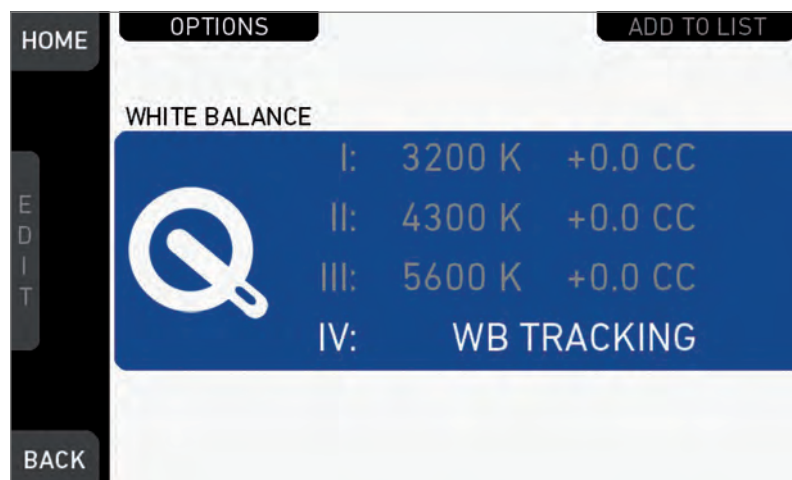 HOME
OPTIONS
ADD TO LIST
WHITE BALANCE
I: 3200 K +0.0 CC
II: 4300 K +0.0 CC
III: 5600 K +0.0 CC
IV: WB TRACKING
EDIT
BACK